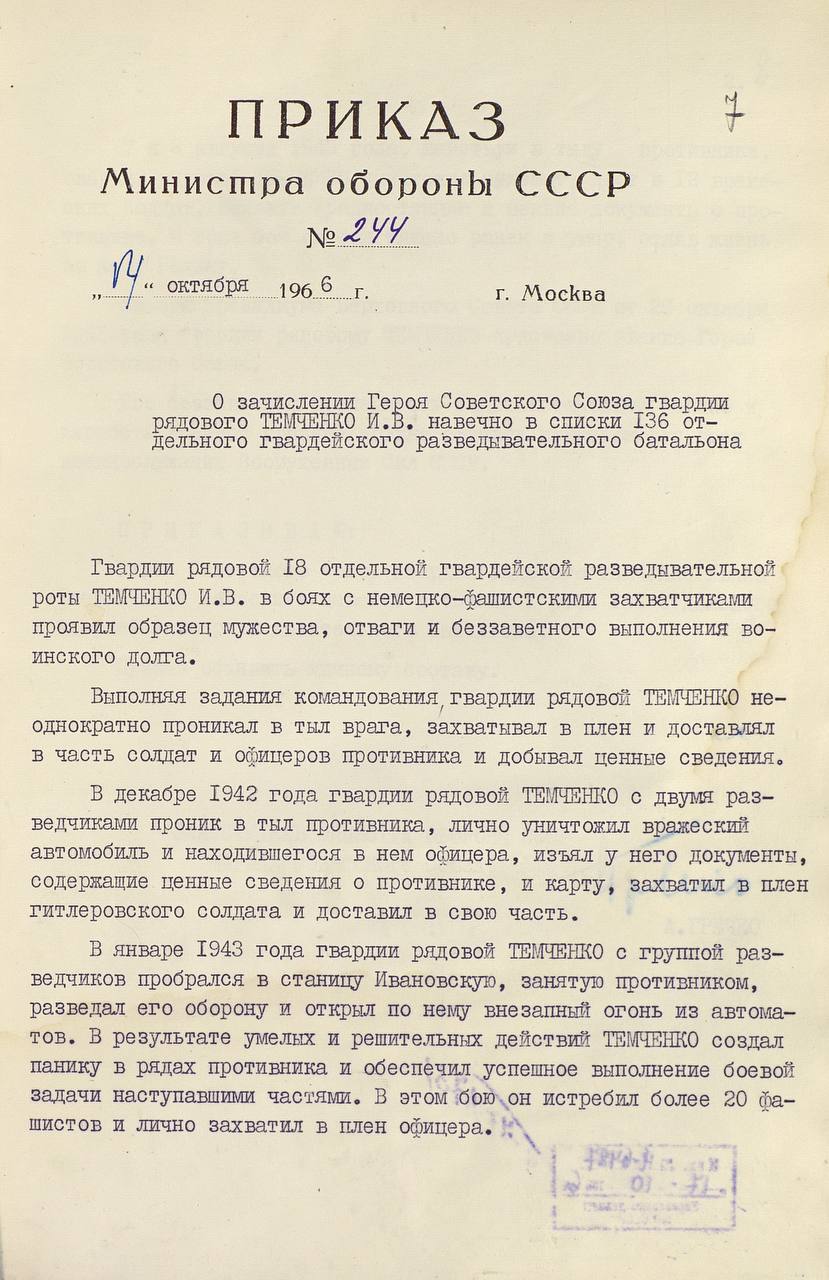 7
ПРИКАЗ
Министра обороны СССР
№ 244
„17“ октября 1966 г. г. Москва
О зачислении Героя Советского Союза гвардии
рядового ТЕМЧЕНКО И.В. навечно в списки 136 от-
дельного гвардейского разведывательного батальона
Гвардии рядовой 18 отдельной гвардейской разведывательной
роты ТЕМЧЕНКО И.В. в боях с немецко-фашистскими захватчиками
проявил образец мужества, отваги и беззаветного выполнения во-
инского долга.
Выполняя задания командования, гвардии рядовой ТЕМЧЕНКО не-
однократно проникал в тыл врага, захватывал в плен и доставлял
в часть солдат и офицеров противника и добывал ценные сведения.
В декабре 1942 года гвардии рядовой ТЕМЧЕНКО с двумя раз-
ведчиками проник в тыл противника, лично уничтожил вражеский
автомобиль и находившегося в нем офицера, изъял у него документы,
содержащие ценные сведения о противнике, и карту, захватил в плен
гитлеровского солдата и доставил в свою часть.
В январе 1943 года гвардии рядовой ТЕМЧЕНКО с группой раз-
ведчиков пробрался в станицу Ивановскую, занятую противником,
разведал его оборону и открыл по нему внезапный огонь из автома-
тов. В результате умелых и решительных действий ТЕМЧЕНКО создал
панику в рядах противника и обеспечил успешное выполнение боевой
задачи наступавшими частями. В этом бою он истребил более 20 фа-
шистов и лично захватил в плен офицера.